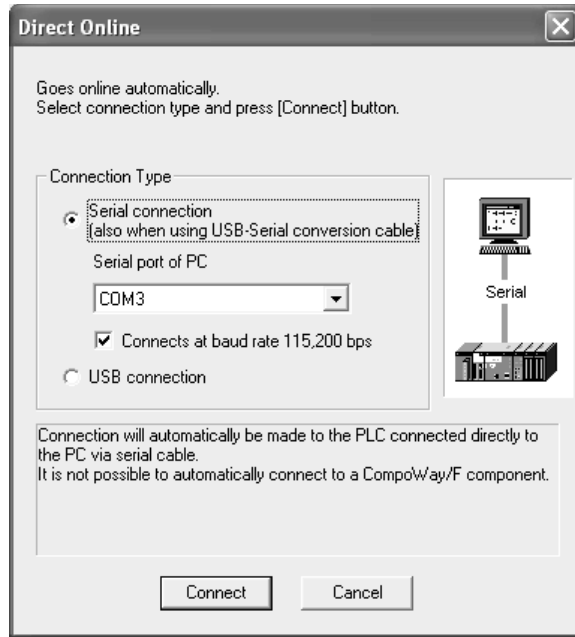 Direct Online
Goes online automatically.
Select connection type and press [Connect] button.
Connection Type
Serial connection
(also when using USB-Serial conversion cable)
Serial port of PC
COM3
Connects at baud rate 115,200 bps
USB connection
Serial
Connection will automatically be made to the PLC connected directly to
the PC via serial cable.
It is not possible to automatically connect to a CompoWay/F component.
Connect
Cancel